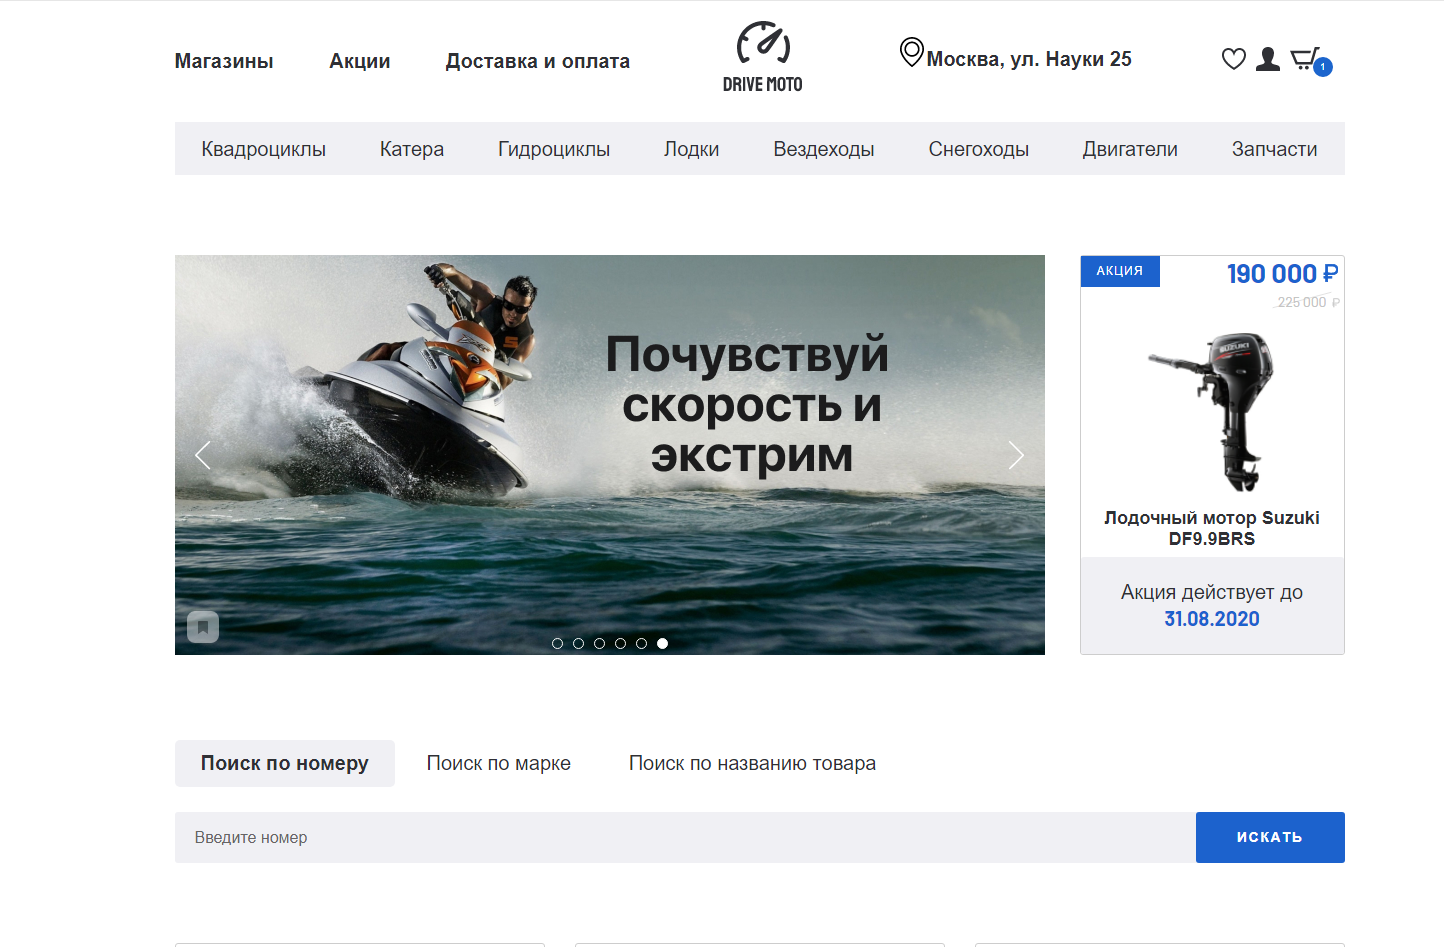 Магазины
Акции
Доставка и оплата
DRIVE MOTO
Москва, ул. Науки 25
1
Квадроциклы
Катера
Гидроциклы
Лодки
Вездеходы
Снегоходы
Двигатели
Запчасти
Почувствуй
скорость и
экстрим
АКЦИЯ
190 000 ₽
225 000 ₽
SUZUKI
Лодочный мотор Suzuki
DF9.9BRS
Акция действует до
31.08.2020
Поиск по номеру
Поиск по марке
Поиск по названию товара
Введите номер
ИСКАТЬ